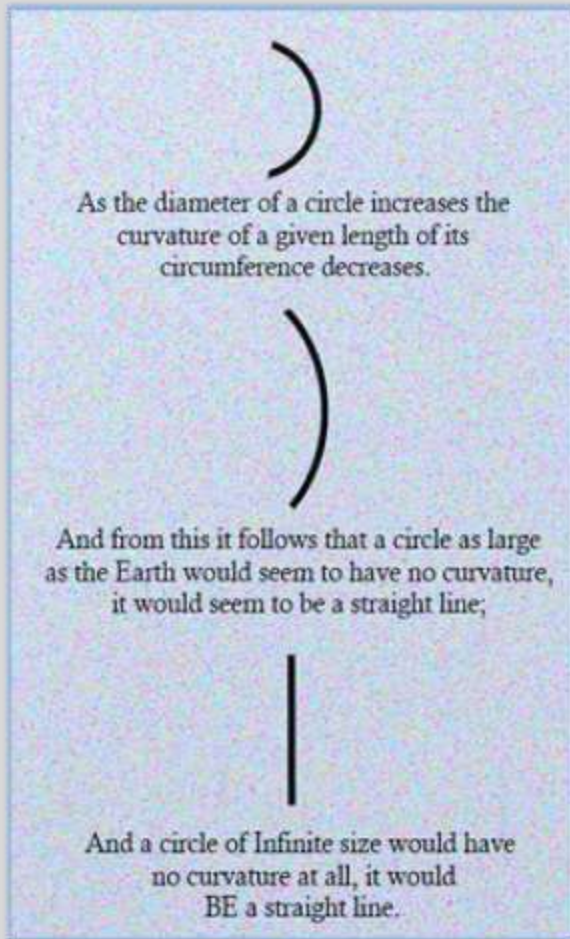 As the diameter of a circle increases the
curvature of a given length of its
circumference decreases.
And from this it follows that a circle as large
as the Earth would seem to have no curvature,
it would seem to be a straight line;
And a circle of Infinite size would have
no curvature at all, it would
BE a straight line.